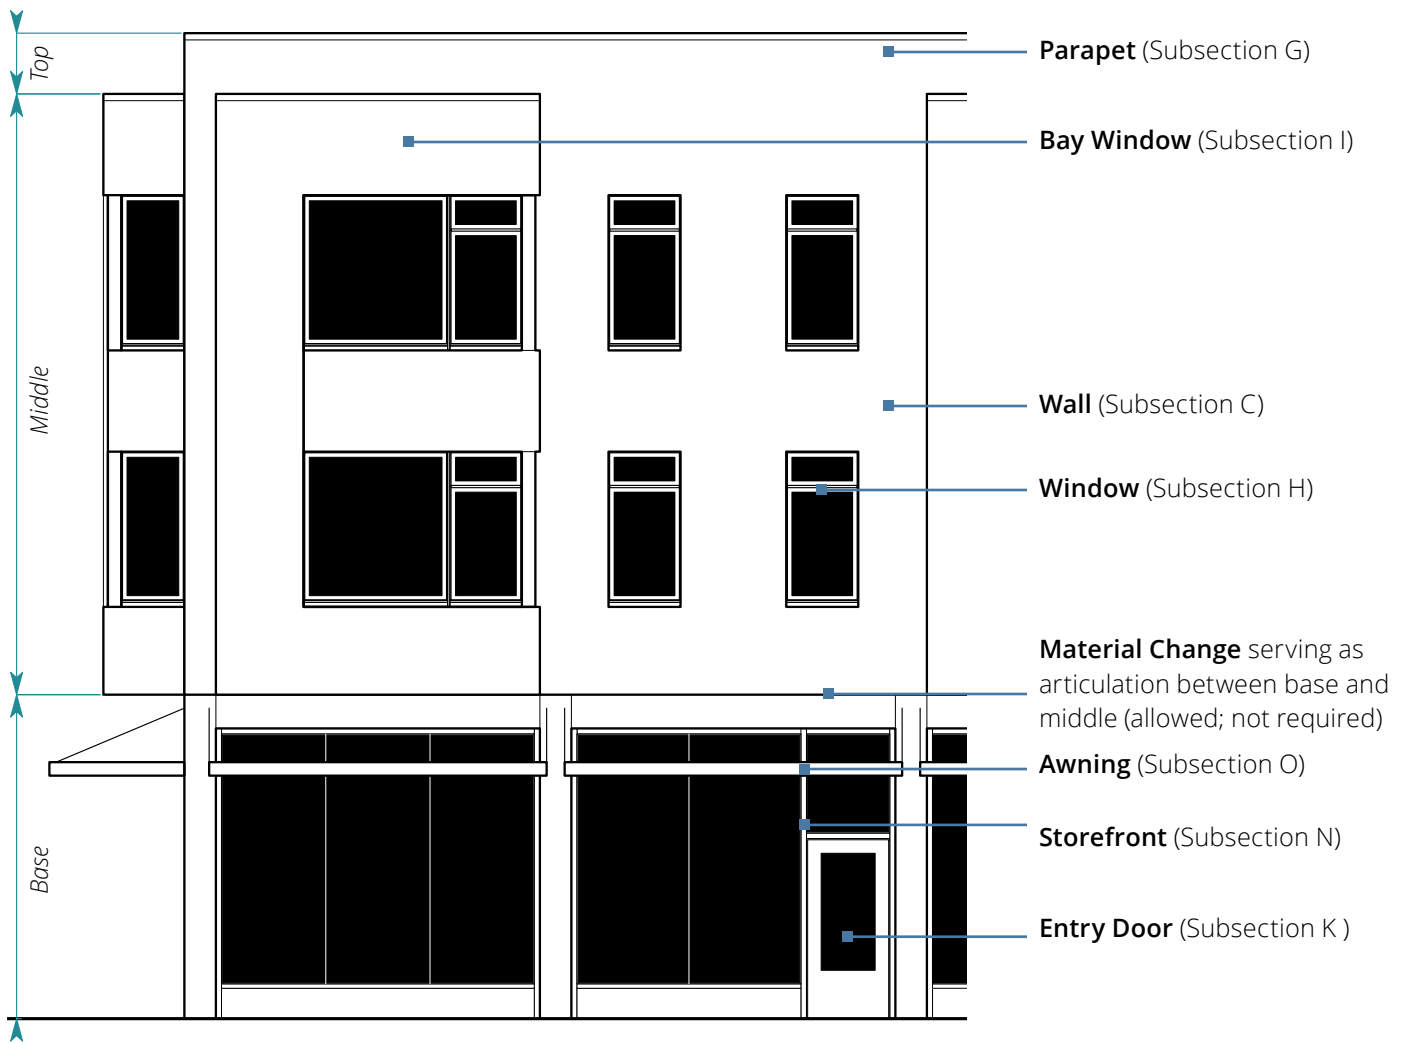 Top
Parapet (Subsection G)
Bay Window (Subsection I)
Middle
Wall (Subsection C)
Window (Subsection H)
Material Change serving as
articulation between base and
middle (allowed; not required)
Awning (Subsection O)
Storefront (Subsection N)
Base
Entry Door (Subsection K )